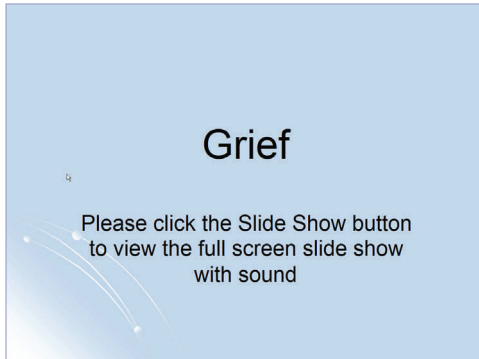 Grief
Please click the Slide Show button
to view the full screen slide show
with sound